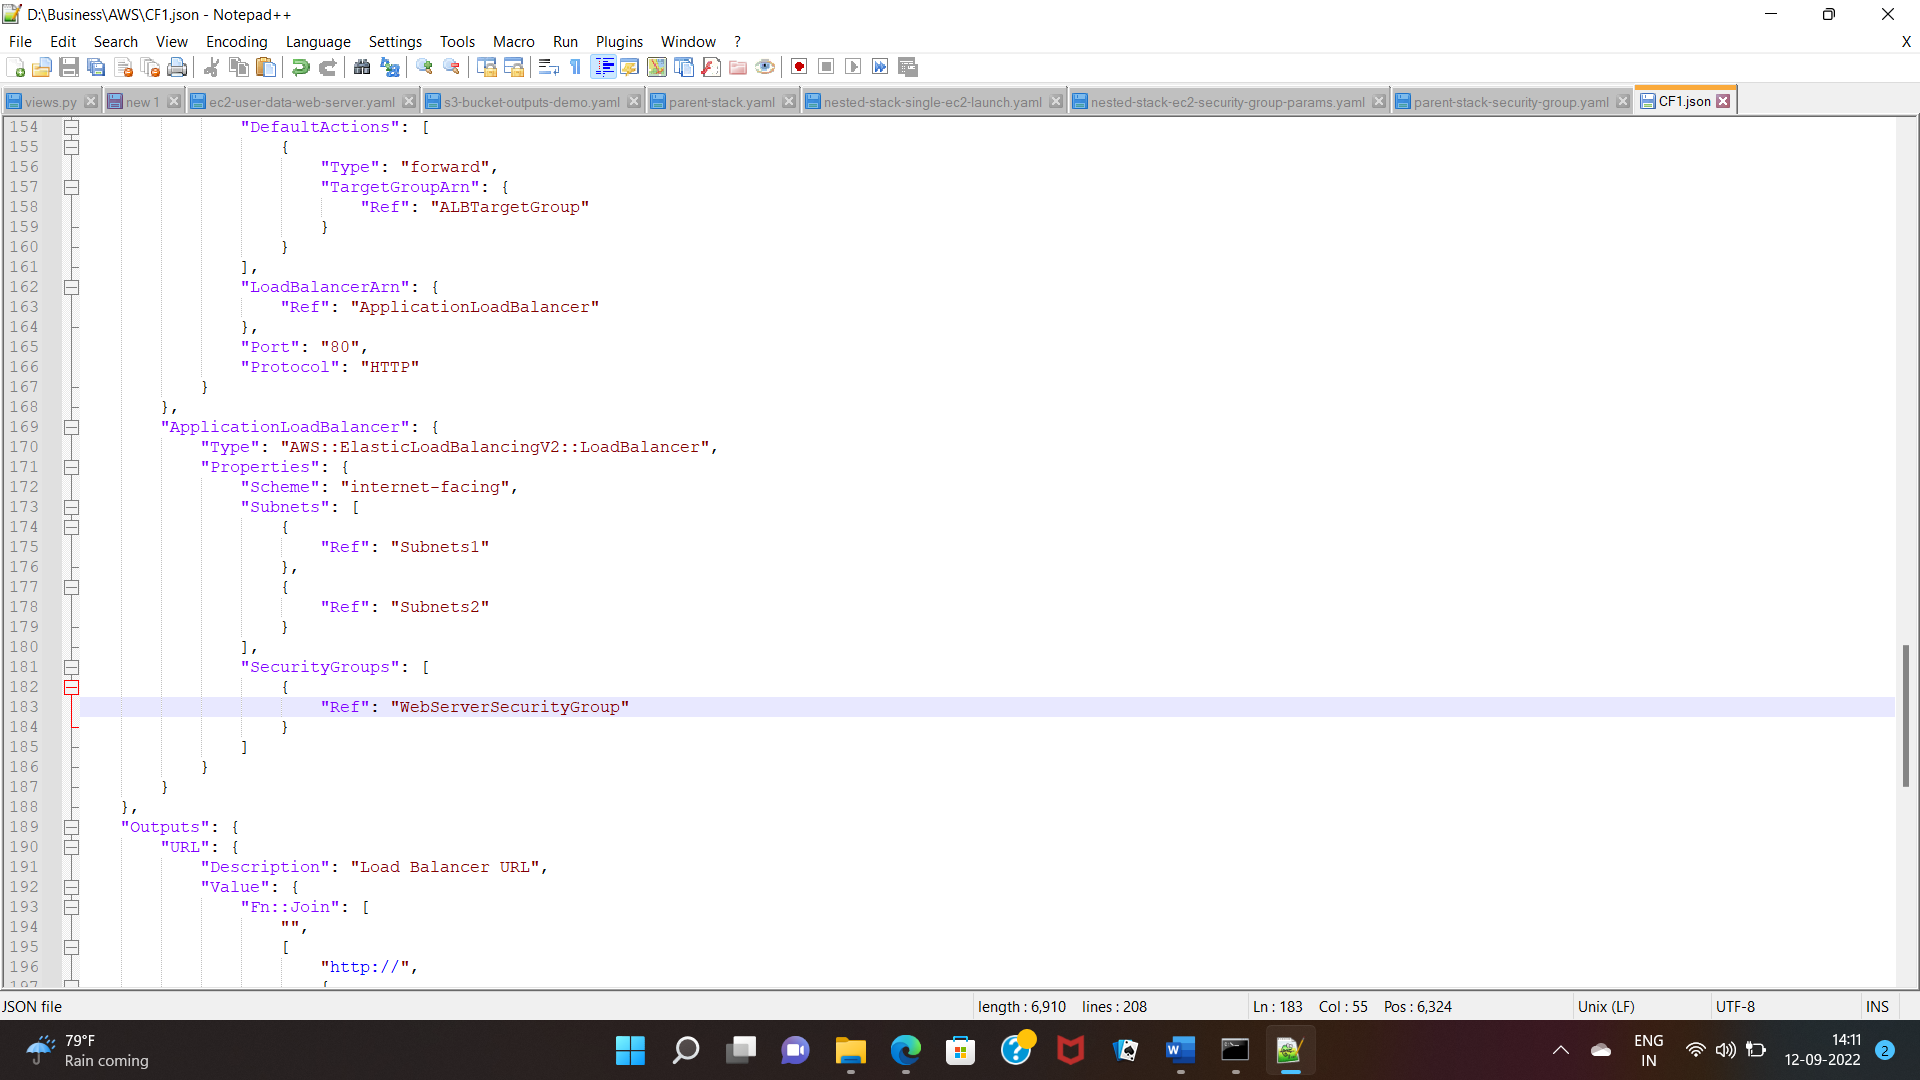 D:\Business\AWS\CF1.json - Notepad++
File Edit Search View Encoding Language Settings Tools Macro Run Plugins Window ? X
views.py new 1 ec2-user-data-web-server.yaml s3-bucket-outputs-demo.yaml parent-stack.yaml nested-stack-single-ec2-launch.yaml nested-stack-ec2-security-group-params.yaml parent-stack-security-group.yaml CF1.json
154 "DefaultActions": [
155 {
156 "Type": "forward",
157 "TargetGroupArn": {
158 "Ref": "ALBTargetGroup"
159 }
160 }
161 ],
162 "LoadBalancerArn": {
163 "Ref": "ApplicationLoadBalancer"
164 },
165 "Port": "80",
166 "Protocol": "HTTP"
167 }
168 },
169 "ApplicationLoadBalancer": {
170 "Type": "AWS::ElasticLoadBalancingV2::LoadBalancer",
171 "Properties": {
172 "Scheme": "internet-facing",
173 "Subnets": [
174 {
175 "Ref": "Subnets1"
176 },
177 {
178 "Ref": "Subnets2"
179 }
180 ],
181 "SecurityGroups": [
182 {
183 "Ref": "WebServerSecurityGroup"
184 }
185 ]
186 }
187 }
188 },
189 "Outputs": {
190 "URL": {
191 "Description": "Load Balancer URL",
192 "Value": {
193 "Fn::Join": [
194 "",
195 [
196 "http://",
197 {
JSON file length : 6,910 lines : 208 Ln : 183 Col : 55 Pos : 6,324 Unix (LF) UTF-8 INS
79°F
Rain coming
ENG
IN
14:11
12-09-2022
2